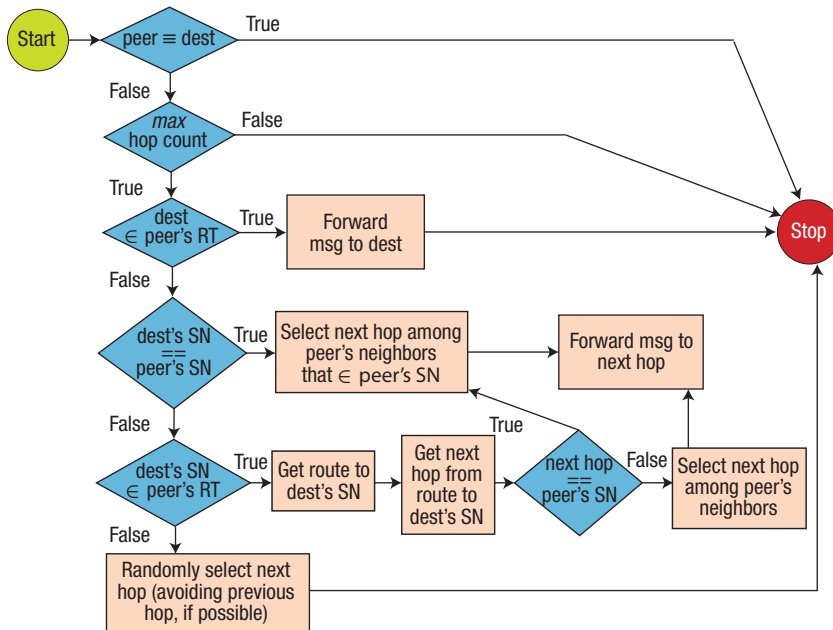 Start
peer ≡ dest
True
False
max
hop count
False
True
dest
∈ peer's RT
True
Forward
msg to dest
Stop
False
dest's SN
==
peer's SN
True
Select next hop among
peer's neighbors
that ∈ peer's SN
Forward msg to
next hop
False
True
dest's SN
∈ peer's RT
True
Get route to
dest's SN
Get next
hop from
route to
dest's SN
next hop
==
peer's SN
False
Select next hop
among peer's
neighbors
False
Randomly select next
hop (avoiding previous
hop, if possible)